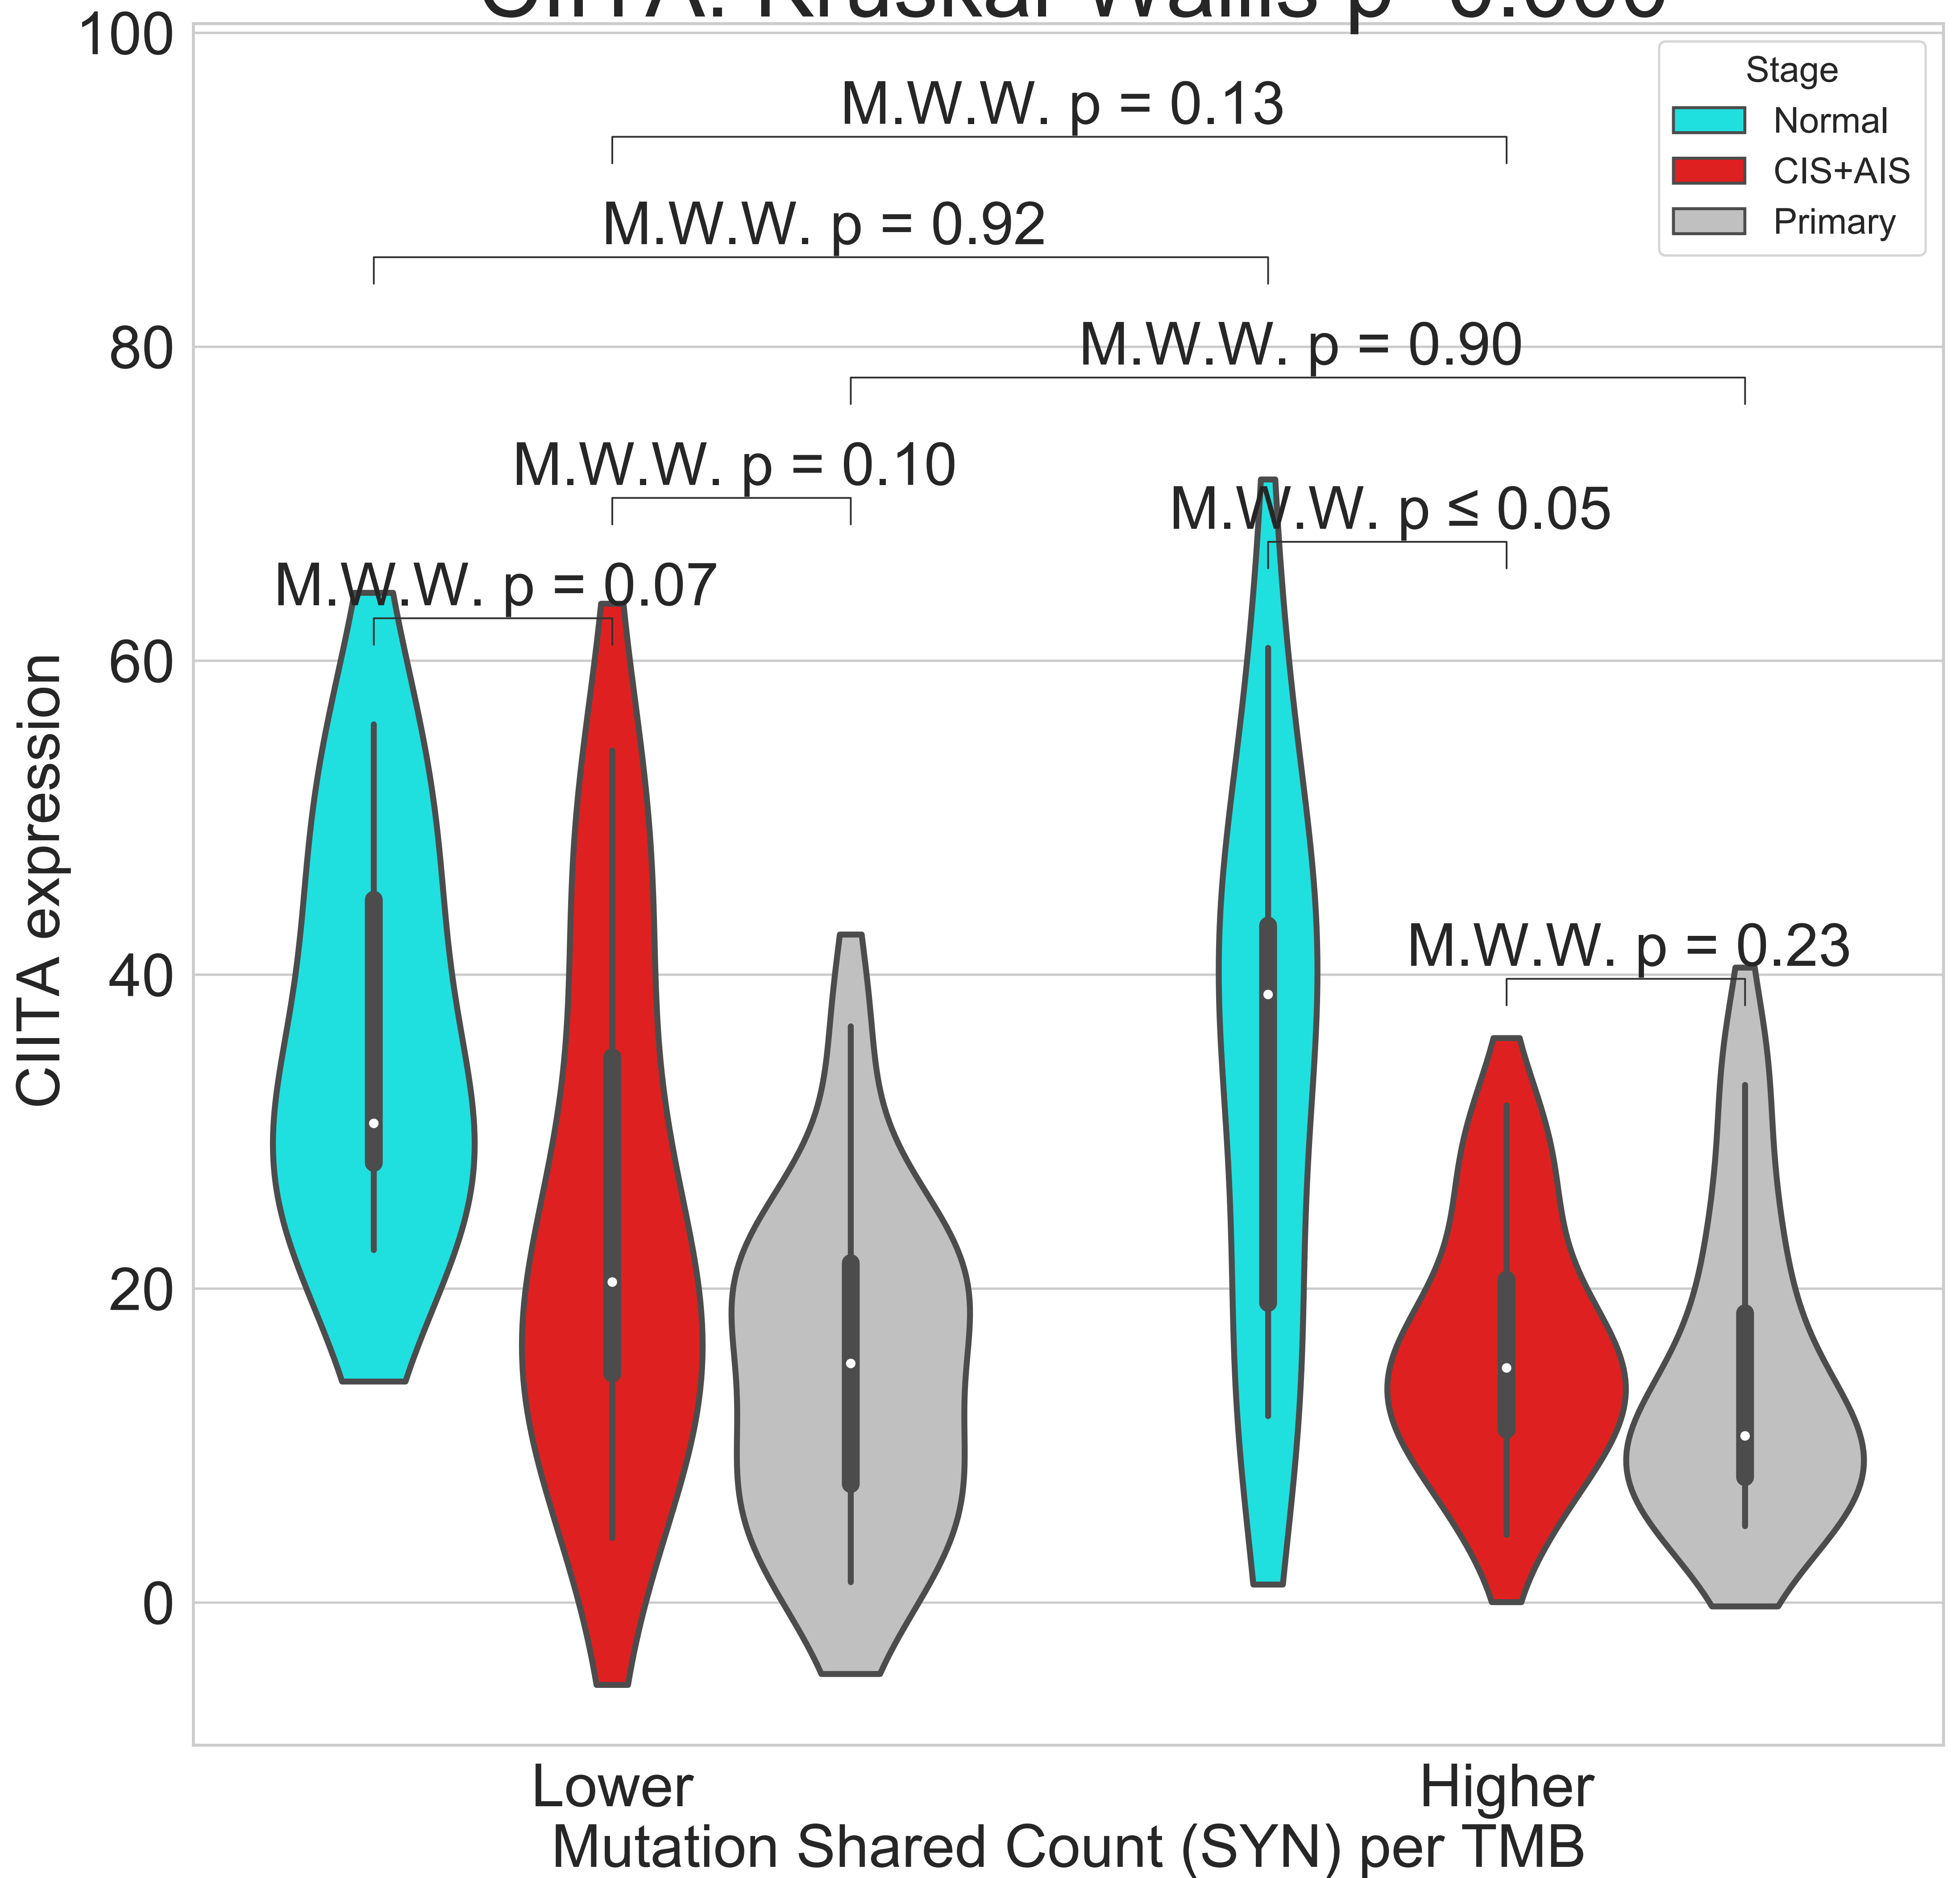 100
M.W.W. p = 0.13
M.W.W. p = 0.92
80
M.W.W. p = 0.90
M.W.W. p = 0.10
M.W.W. p ≤ 0.05
M.W.W. p = 0.07
60
M.W.W. p = 0.23
40
20
0
CIITA expression
Lower
Higher
Mutation Shared Count (SYN) per TMB
Stage
Normal
CIS+AIS
Primary